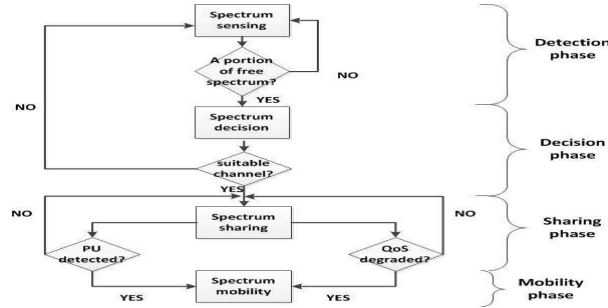 Spectrum
sensing
Detection
phase
A portion
of free
spectrum?
NO
YES
NO
Spectrum
decision
Decision
phase
suitable
channel?
YES
NO
NO
Spectrum
sharing
Sharing
phase
PU
detected?
QoS
degraded?
YES
Spectrum
mobility
YES
Mobility
phase